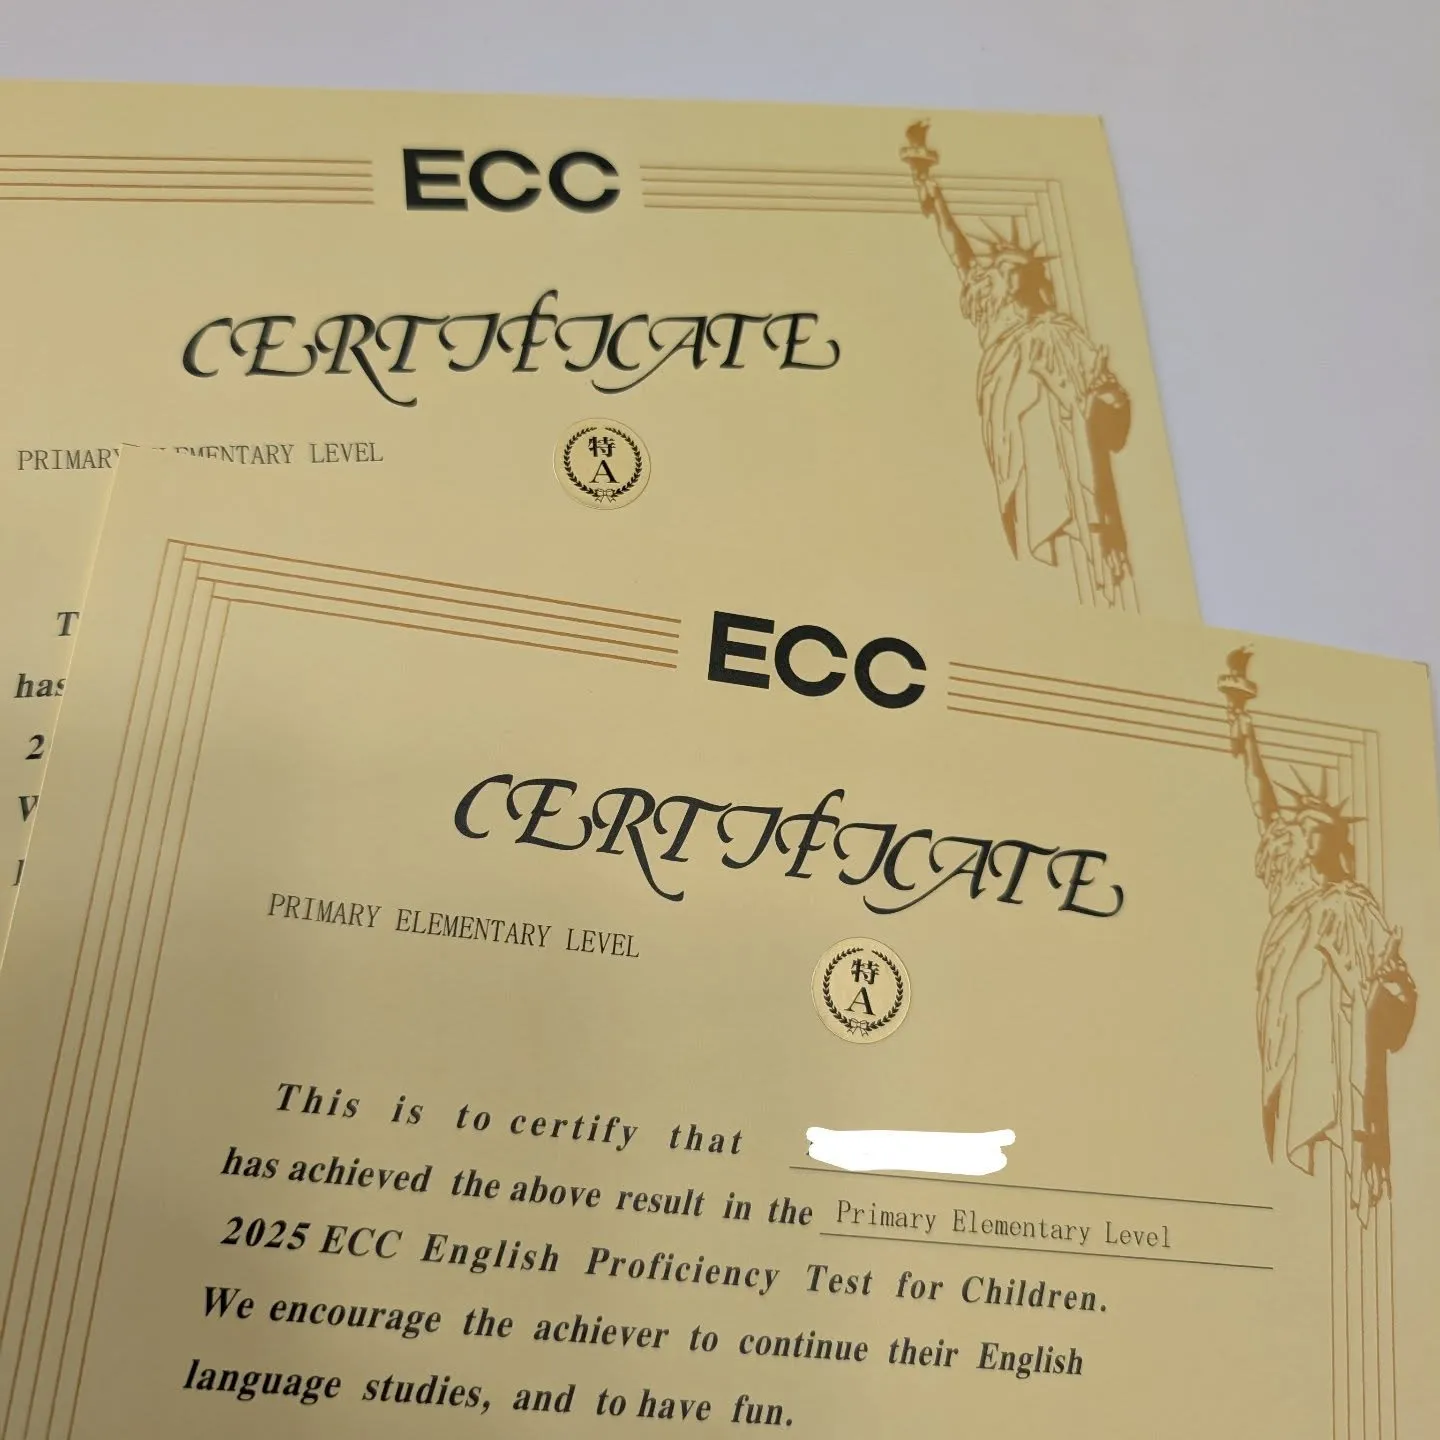 ECC
CERTIFICATE
PRIMARY ELEMENTARY LEVEL
特
A
has
2
ECC
CERTIFICATE
PRIMARY ELEMENTARY LEVEL
特
A
This is to certify that
has achieved the above result in the Primary Elementary Level
2025 ECC English Proficiency Test for Children.
We encourage the achiever to continue their English
language studies, and to have fun.